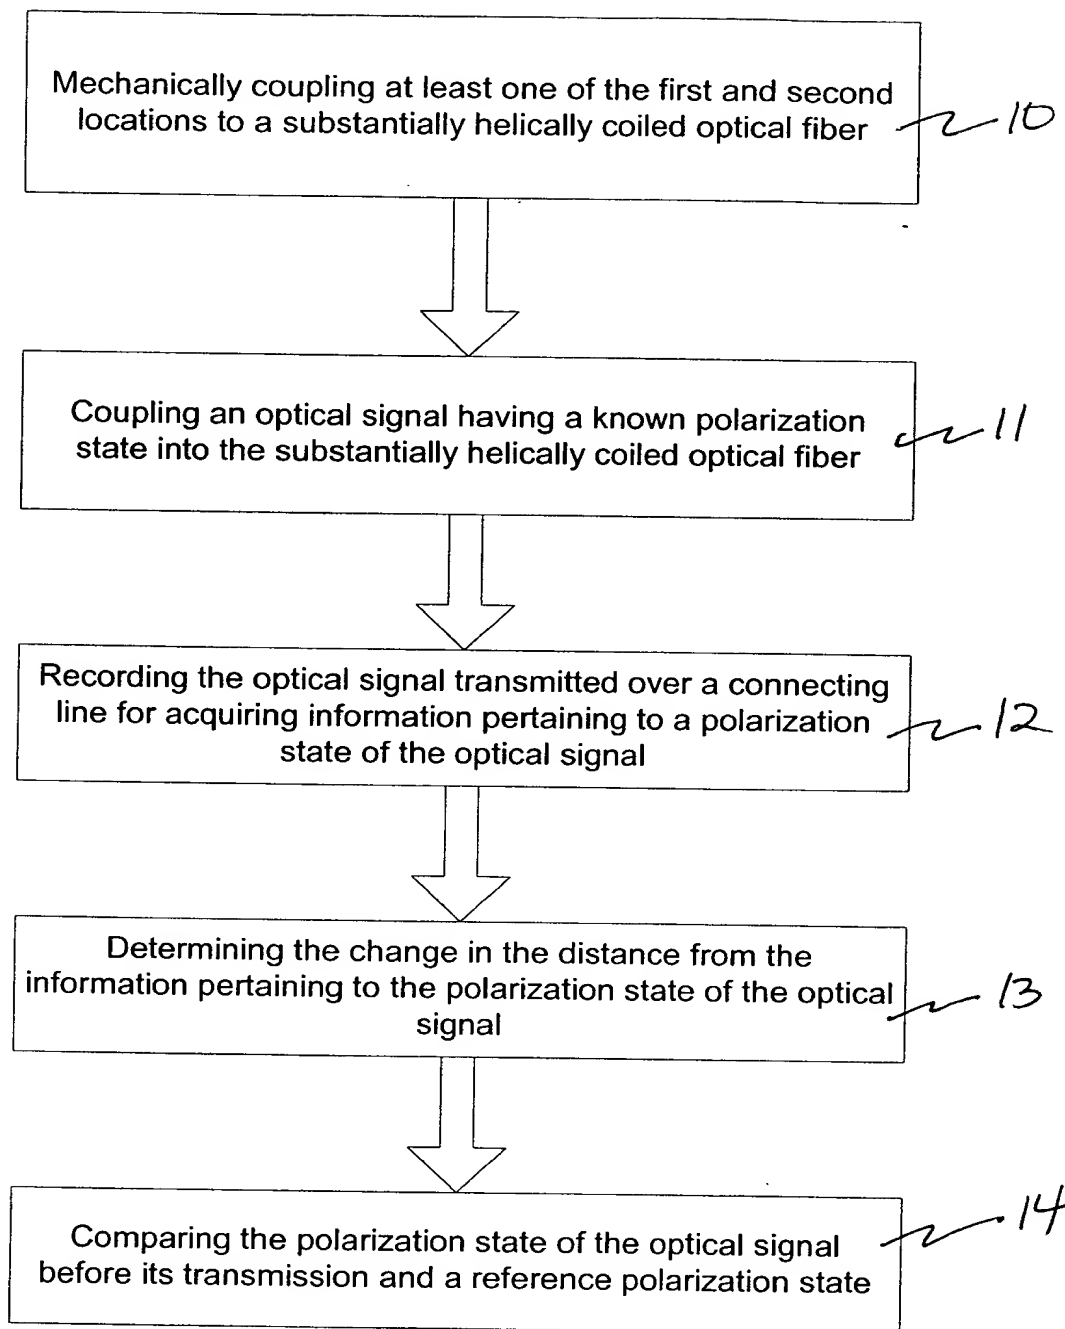 Mechanically coupling at least one of the first and second
locations to a substantially helically coiled optical fiber
10
Coupling an optical signal having a known polarization
state into the substantially helically coiled optical fiber
11
Recording the optical signal transmitted over a connecting
line for acquiring information pertaining to a polarization
state of the optical signal
12
Determining the change in the distance from the
information pertaining to the polarization state of the optical
signal
13
Comparing the polarization state of the optical signal
before its transmission and a reference polarization state
14